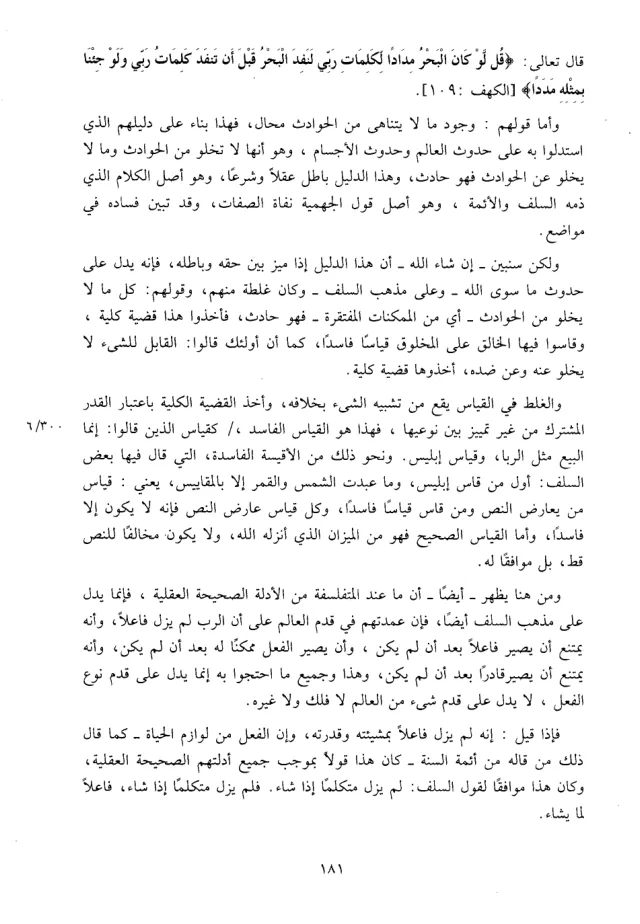 قال تعالى: ﴿قُل لَّوْ كَانَ الْبَحْرُ مِدَادًا لِّكَلِمَاتِ رَبِّي لَنَفِدَ الْبَحْرُ قَبْلَ أَن تَنفَدَ كَلِمَاتُ رَبِّي وَلَوْ جِئْنَا
بِمِثْلِهِ مَدَدًا﴾ [الكهف :١٠٩].
وأما قولهم : وجود ما لا يتناهى من الحوادث محال، فهذا بناء على دليلهم الذي
استدلوا به على حدوث العالم وحدوث الأجسام ، وهو أنها لا تخلو من الحوادث وما لا
يخلو عن الحوادث فهو حادث، وهذا الدليل باطل عقلاً وشرعًا، وهو أصل الكلام الذي
ذمه السلف والأئمة ، وهو أصل قول الجهمية نفاة الصفات، وقد تبين فساده في
مواضع.
ولكن سنبين ـ إن شاء الله ـ أن هذا الدليل إذا ميز بين حقه وباطله، فإنه يدل على
حدوث ما سوى الله ـ وعلى مذهب السلف ـ وكان غلطة منهم، وقولهم: كل ما لا
يخلو من الحوادث ـ أي من الممكنات المفتقرة ـ فهو حادث، فأخذوا هذا قضية كلية ،
وقاسوا فيها الخالق على المخلوق قياسًا فاسدًا، كما أن أولئك قالوا: القابل للشىء لا
يخلو عنه وعن ضده، أخذوها قضية كلية.
والغلط في القياس يقع من تشبيه الشىء بخلافه، وأخذ القضية الكلية باعتبار القدر
المشترك من غير تمييز بين نوعيها ، فهذا هو القياس الفاسد ،/ كقياس الذين قالوا: إنما
٦/٣٠٠
البيع مثل الربا، وقياس إبليس. ونحو ذلك من الأقيسة الفاسدة، التي قال فيها بعض
السلف: أول من قاس إبليس، وما عبدت الشمس والقمر إلا بالمقاييس، يعني : قياس
من يعارض النص ومن قاس قياسًا فاسدًا، وكل قياس عارض النص فإنه لا يكون إلا
فاسدًا، وأما القياس الصحيح فهو من الميزان الذي أنزله الله، ولا يكون مخالفًا للنص
قط، بل موافقًا له.
ومن هنا يظهر ـ أيضًا ـ أن ما عند المتفلسفة من الأدلة الصحيحة العقلية ، فإنما يدل
على مذهب السلف أيضًا، فإن عمدتهم في قدم العالم على أن الرب لم يزل فاعلاً، وأنه
يمتنع أن يصير فاعلاً بعد أن لم يكن ، وأن يصير الفعل ممكنًا له بعد أن لم يكن، وأنه
يمتنع أن يصيرقادرًا بعد أن لم يكن، وهذا وجميع ما احتجوا به إنما يدل على قدم نوع
الفعل ، لا يدل على قدم شىء من العالم لا فلك ولا غيره.
فإذا قيل : إنه لم يزل فاعلاً بمشيئته وقدرته، وإن الفعل من لوازم الحياة ـ كما قال
ذلك من قاله من أئمة السنة ـ كان هذا قولاً بموجب جميع أدلتهم الصحيحة العقلية،
وكان هذا موافقًا لقول السلف: لم يزل متكلمًا إذا شاء. فلم يزل متكلمًا إذا شاء، فاعلاً
لما يشاء.
١٨١